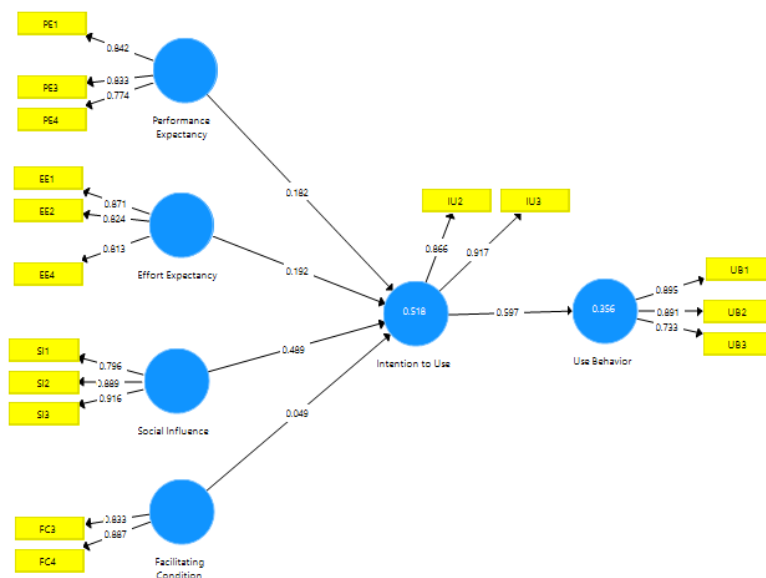 PE1
0.842
PE3
0.833
PE4
0.774
Performance
Expectancy
0.182
EE1
0.871
EE2
0.824
EE4
0.813
Effort Expectancy
0.192
IU2
IU3
0.866
0.917
0.518
Intention to Use
0.597
0.356
Use Behavior
UB1
0.895
UB2
0.891
UB3
0.733
SI1
0.796
SI2
0.889
SI3
0.916
Social Influence
0.489
0.049
FC3
0.833
FC4
0.887
Facilitating
Condition